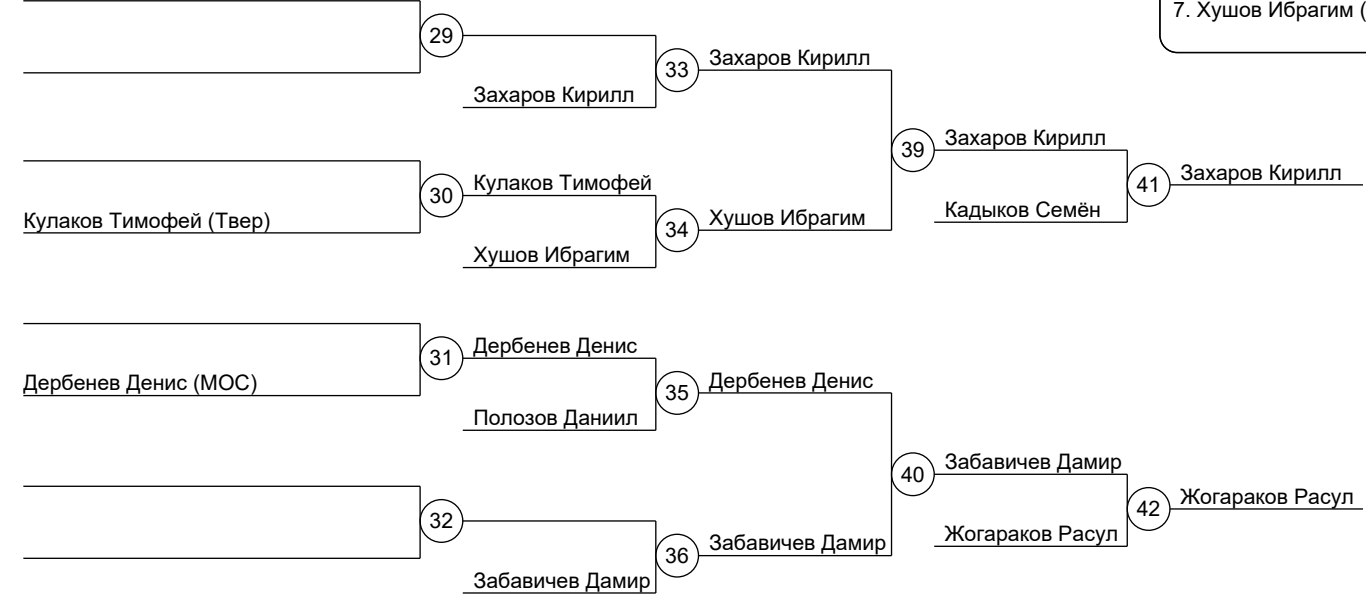 7. Хушов Ибрагим (
29
Захаров Кирилл
33
Захаров Кирилл
Захаров Кирилл
39
Захаров Кирилл
41
Кулаков Тимофей
30
Кадыков Семён
Хушов Ибрагим
Кулаков Тимофей (Твер)
34
Хушов Ибрагим
Дербенев Денис
31
Дербенев Денис
Дербенев Денис (МОС)
35
Полозов Даниил
Забавичев Дамир
40
Жогараков Расул
42
32
Жогараков Расул
Забавичев Дамир
36
Забавичев Дамир